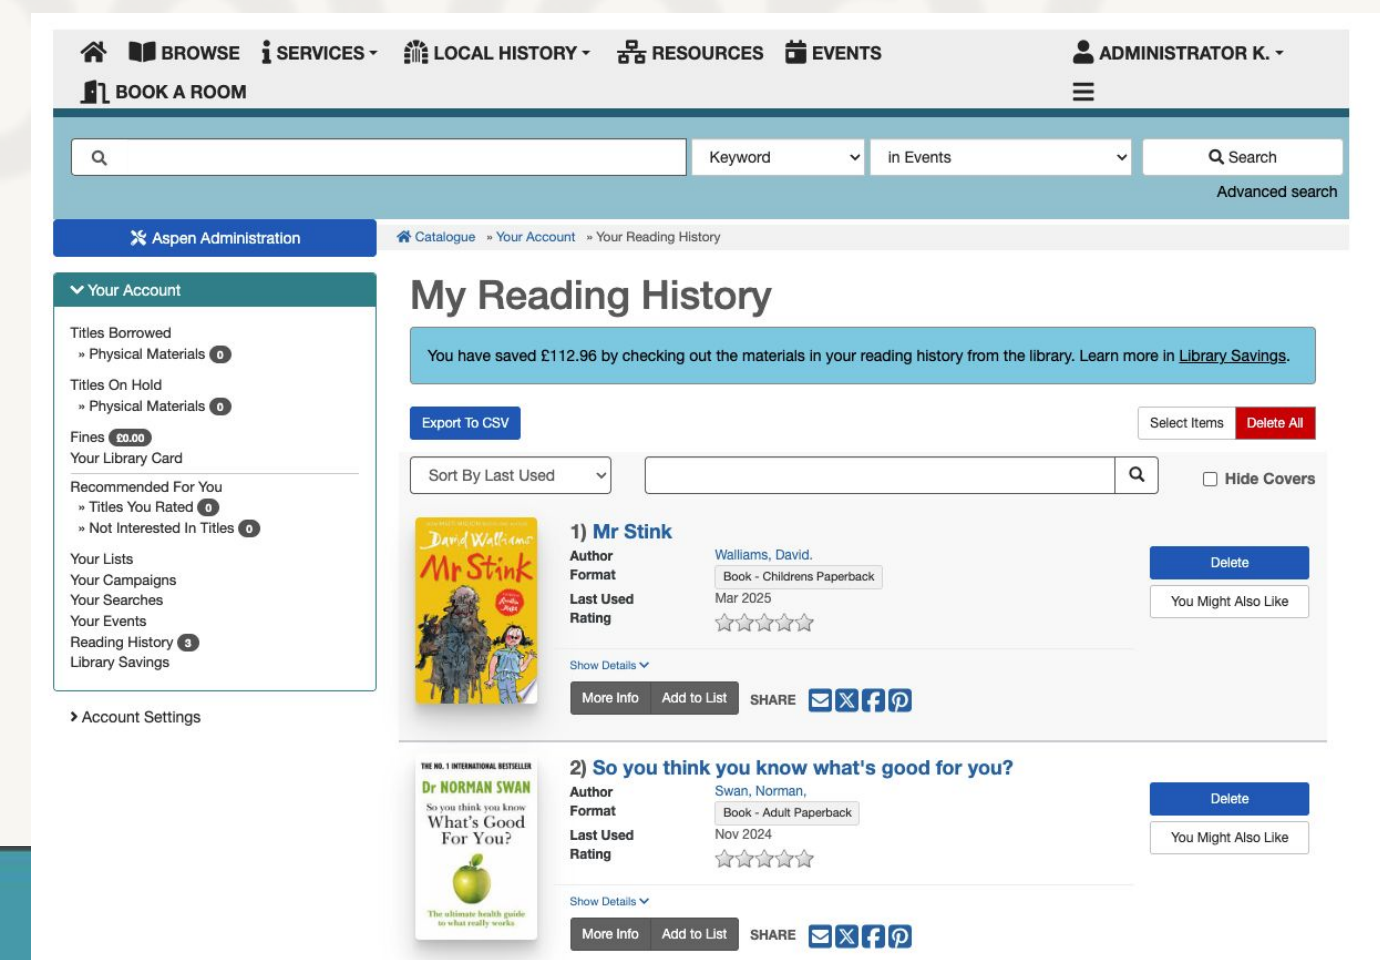 BROWSE SERVICES LOCAL HISTORY RESOURCES EVENTS ADMINISTRATOR K.
BOOK A ROOM
Keyword in Events Search
Advanced search
Aspen Administration
Catalogue » Your Account » Your Reading History
Your Account
Titles Borrowed
» Physical Materials 0
Titles On Hold
» Physical Materials 0
Fines £0.00
Your Library Card
Recommended For You
» Titles You Rated 0
» Not Interested In Titles 0
Your Lists
Your Campaigns
Your Searches
Your Events
Reading History 3
Library Savings
Account Settings
My Reading History
You have saved £112.96 by checking out the materials in your reading history from the library. Learn more in Library Savings.
Export To CSV Select Items Delete All
Sort By Last Used Hide Covers
David Walliams
Mr Stink
1) Mr Stink
Author Walliams, David.
Format Book - Childrens Paperback
Last Used Mar 2025
Rating
Delete
You Might Also Like
Show Details
More Info Add to List SHARE
THE NO. 1 INTERNATIONAL BESTSELLER
Dr NORMAN SWAN
So you think you know
What's Good
For You?
The ultimate health guide
to what really works
2) So you think you know what's good for you?
Author Swan, Norman,
Format Book - Adult Paperback
Last Used Nov 2024
Rating
Delete
You Might Also Like
Show Details
More Info Add to List SHARE